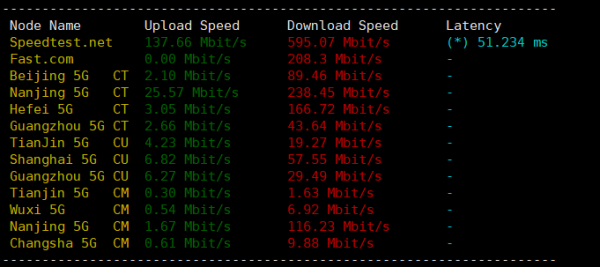 -----------------------------------------------------------------------
Node Name Upload Speed Download Speed Latency
Speedtest.net 137.66 Mbit/s 595.07 Mbit/s (*) 51.234 ms
Fast.com 0.00 Mbit/s 208.3 Mbit/s -
Beijing 5G CT 2.10 Mbit/s 89.46 Mbit/s -
Nanjing 5G CT 25.57 Mbit/s 238.45 Mbit/s -
Hefei 5G CT 3.05 Mbit/s 166.72 Mbit/s -
Guangzhou 5G CT 2.66 Mbit/s 43.64 Mbit/s -
TianJin 5G CU 4.23 Mbit/s 19.27 Mbit/s -
Shanghai 5G CU 6.82 Mbit/s 57.55 Mbit/s -
Guangzhou 5G CU 6.27 Mbit/s 29.49 Mbit/s -
Tianjin 5G CM 0.30 Mbit/s 1.63 Mbit/s -
Wuxi 5G CM 0.54 Mbit/s 6.92 Mbit/s -
Nanjing 5G CM 1.67 Mbit/s 116.23 Mbit/s -
Changsha 5G CM 0.61 Mbit/s 9.88 Mbit/s -
-----------------------------------------------------------------------